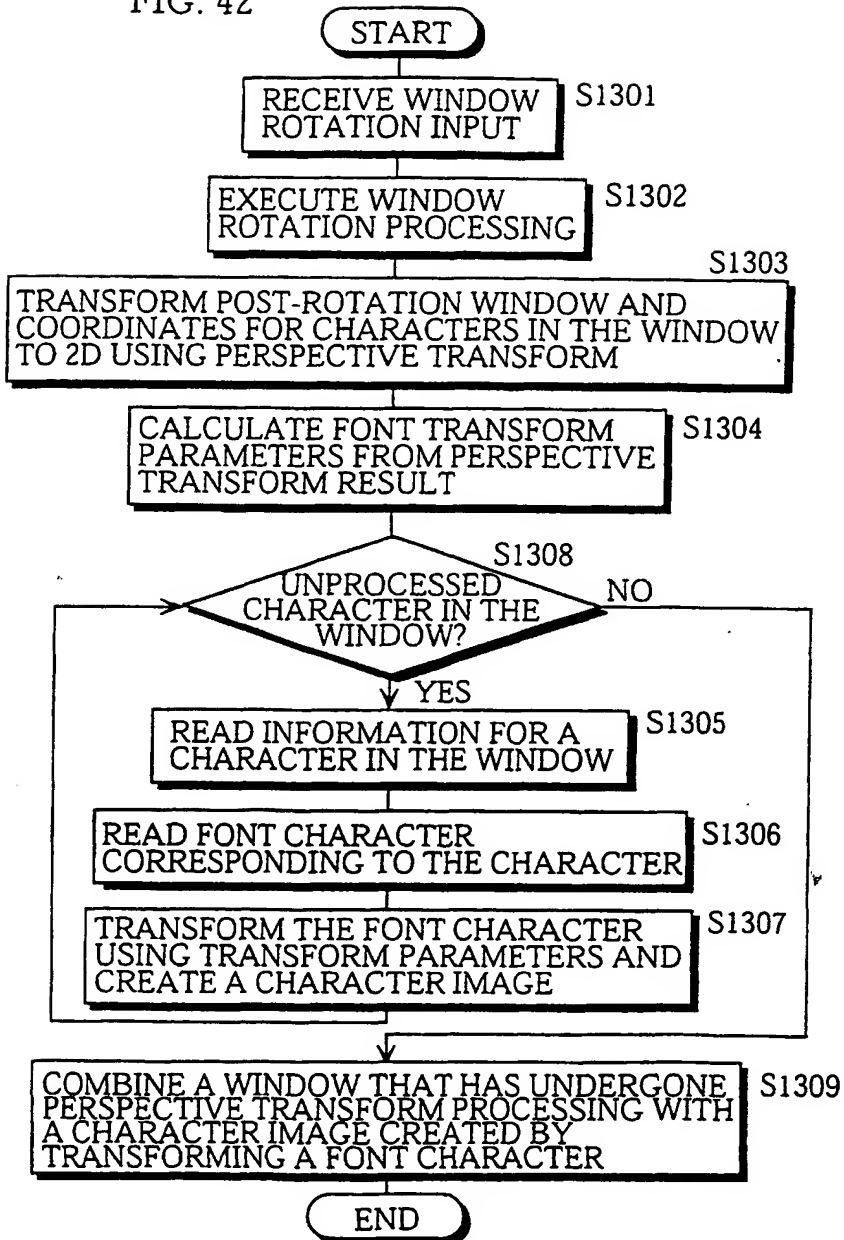 FIG. 42
START
RECEIVE WINDOW
ROTATION INPUT
S1301
EXECUTE WINDOW
ROTATION PROCESSING
S1302
S1303
TRANSFORM POST-ROTATION WINDOW AND
COORDINATES FOR CHARACTERS IN THE WINDOW
TO 2D USING PERSPECTIVE TRANSFORM
CALCULATE FONT TRANSFORM
PARAMETERS FROM PERSPECTIVE
TRANSFORM RESULT
S1304
S1308
UNPROCESSED
CHARACTER IN THE
WINDOW?
NO
YES
READ INFORMATION FOR A
CHARACTER IN THE WINDOW
S1305
READ FONT CHARACTER
CORRESPONDING TO THE CHARACTER
S1306
TRANSFORM THE FONT CHARACTER
USING TRANSFORM PARAMETERS AND
CREATE A CHARACTER IMAGE
S1307
COMBINE A WINDOW THAT HAS UNDERGONE
PERSPECTIVE TRANSFORM PROCESSING WITH
A CHARACTER IMAGE CREATED BY
TRANSFORMING A FONT CHARACTER
S1309
END